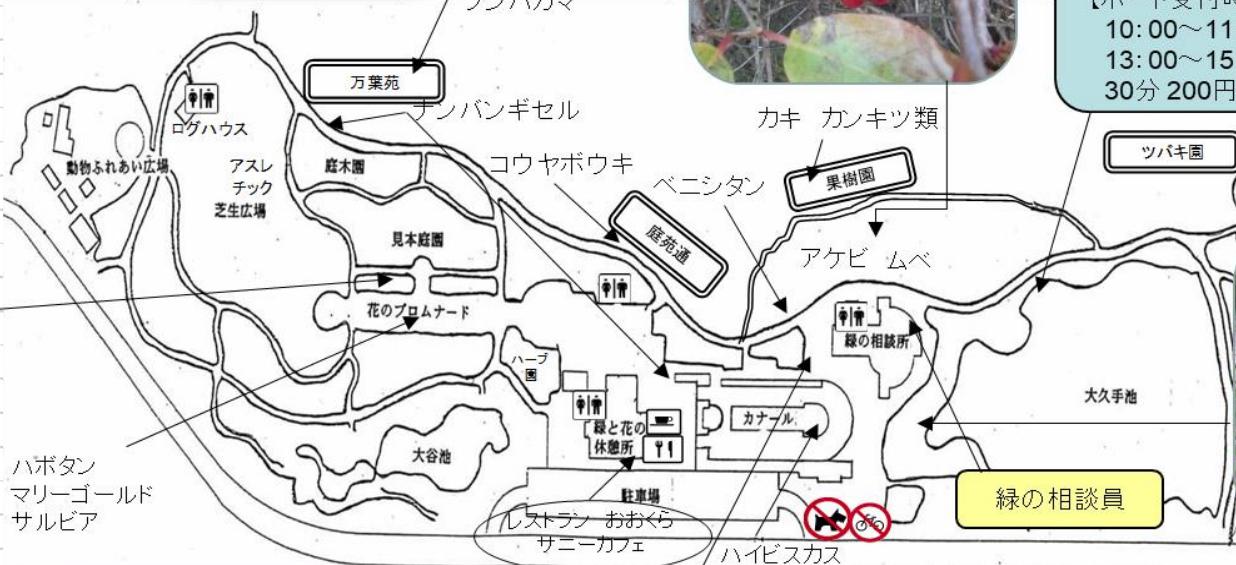 10:00～11
13:00～15
30分 200円
万葉苑
ナンバンギセル
カキ カンキツ類
ツバキ園
ログハウス
動物ふれあい広場
アスレ
チック
芝生広場
庭木園
コウヤボウキ
ベニシタン
果樹園
見本庭園
庭苑通
アケビ ムベ
花のプロムナード
緑の相談所
ハーブ
園
大久手池
カナール
緑と花の
休憩所
大谷池
ハボタン
マリーゴールド
サルビア
駐車場
緑の相談員
レストラン おおくら
サニーカフェ
ハイビスカス